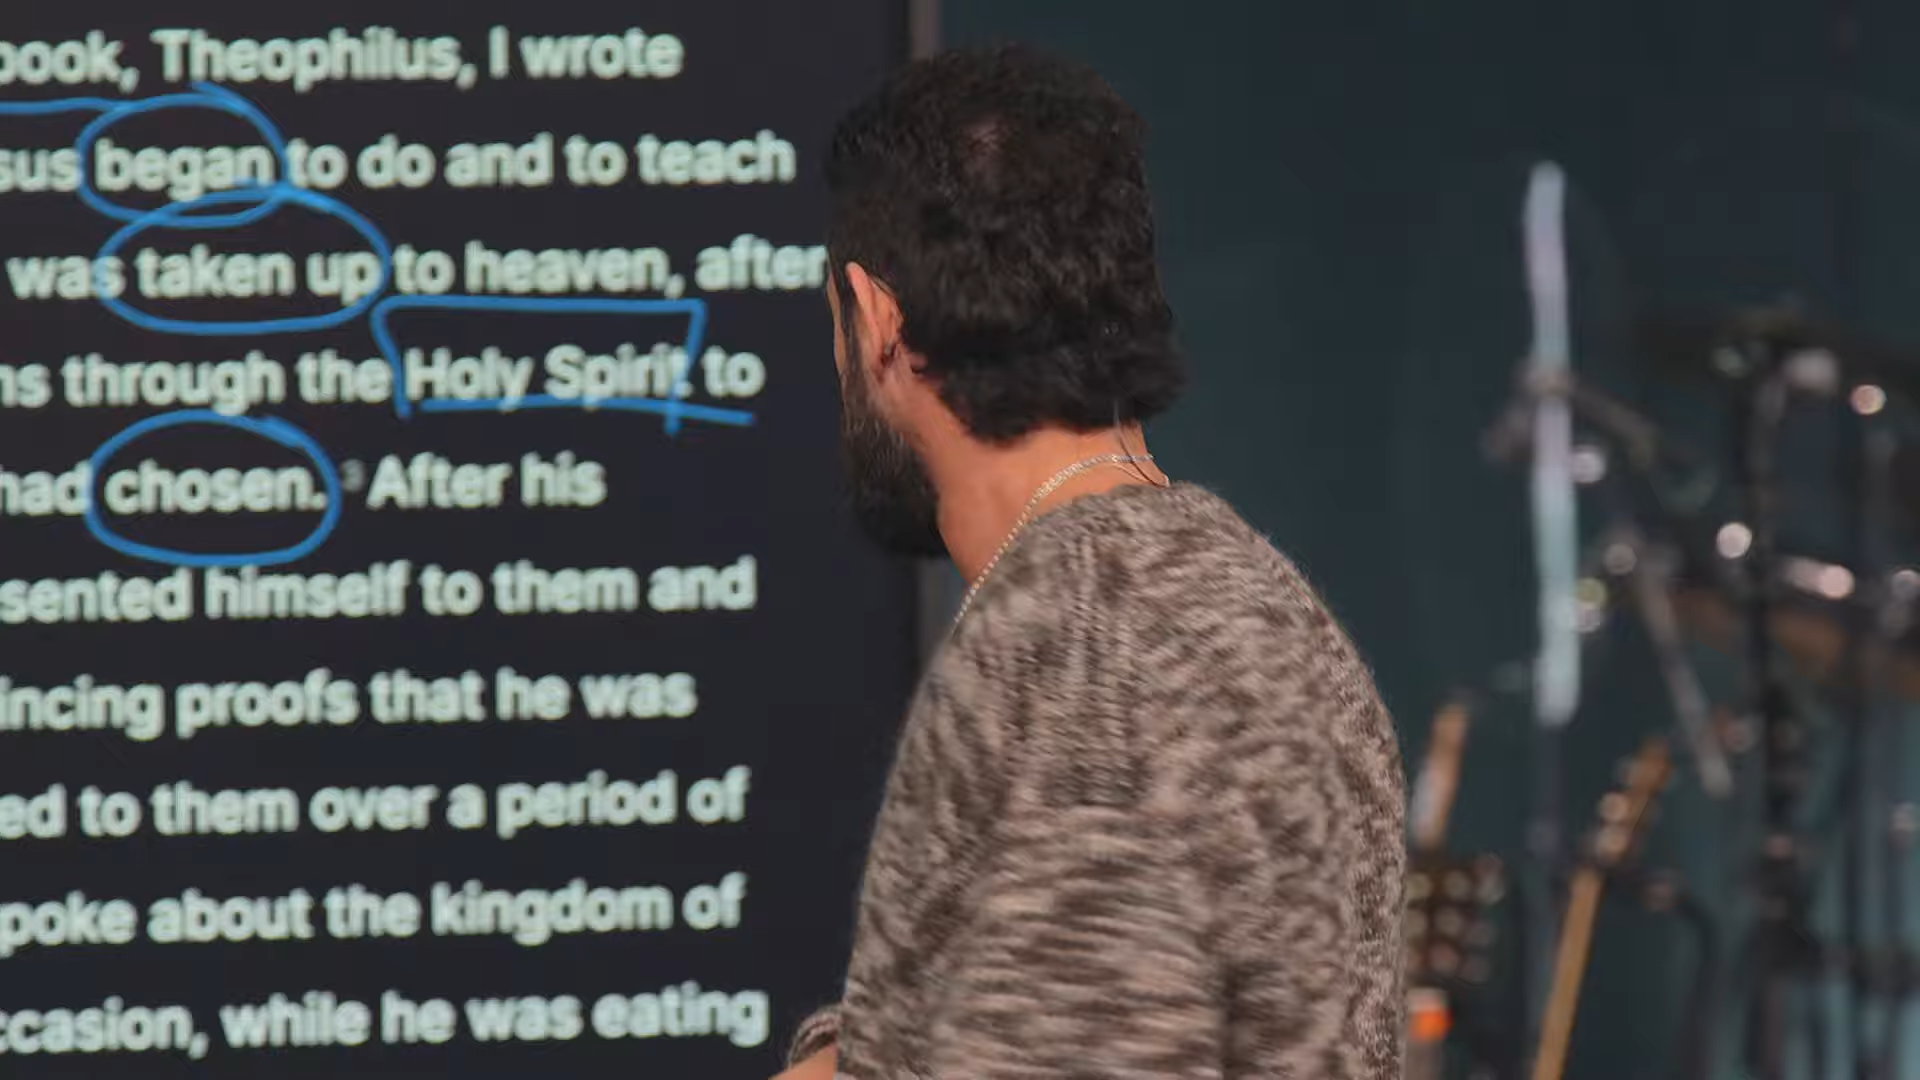 book, Theophilus, I wrote
sus began to do and to teach
was taken up to heaven, after
ns through the Holy Spirit to
had chosen. ³ After his
sented himself to them and
incing proofs that he was
ed to them over a period of
poke about the kingdom of
ccasion, while he was eating